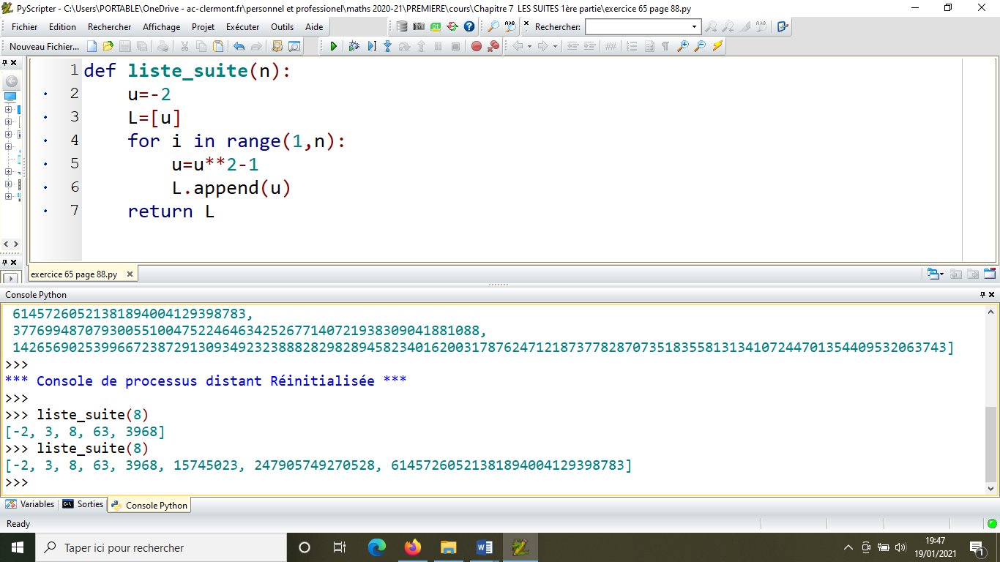 PyScripter - C:\Users\PORTABLE\OneDrive - ac-clermont.fr\personnel et professionel\maths 2020-21\PREMIERE\cours\Chapitre 7  LES SUITES 1ère partie\exercice 65 page 88.py
Fichier Edition Rechercher Affichage Projet Exécuter Outils Aide Rechercher:
Nouveau Fichier...
1 def liste_suite(n):
2     u=-2
3     L=[u]
4     for i in range(1,n):
5         u=u**2-1
6         L.append(u)
7     return L
exercice 65 page 88.py
Console Python
61457260521381894004129398783,
3776994870793005510047522464634252677140721938309041881088,
14265690253996672387291309349232388828298289458234016200317876247121873778287073518355813134107244701354409532063743]
>>>
*** Console de processus distant Réinitialisée ***
>>>
>>> liste_suite(8)
[-2, 3, 8, 63, 3968]
>>> liste_suite(8)
[-2, 3, 8, 63, 3968, 15745023, 247905749270528, 61457260521381894004129398783]
>>>
Variables Sorties Console Python
Ready
Taper ici pour rechercher
19:47
19/01/2021
1